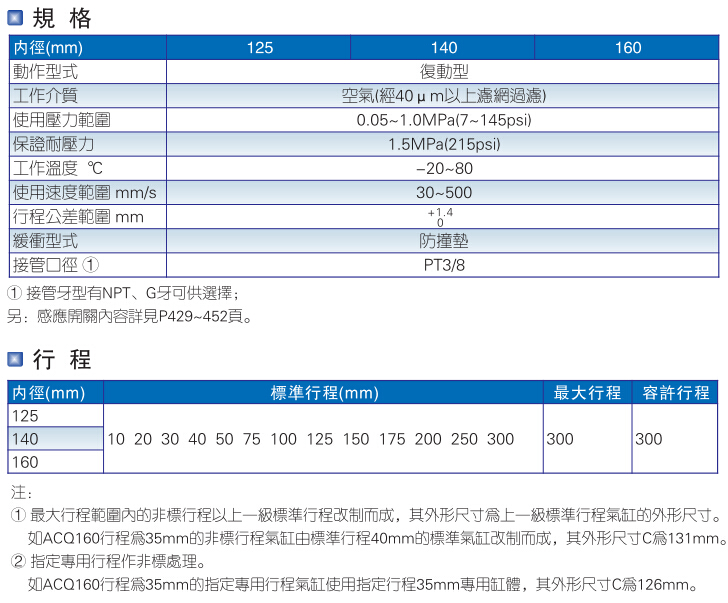 規 格
内徑(mm) 125 140 160
動作型式 復動型
工作介質 空氣(經40μm以上濾網過濾)
使用壓力範圍 0.05~1.0MPa(7~145psi)
保證耐壓力 1.5MPa(215psi)
工作溫度 ℃ −20~80
使用速度範圍 mm/s 30~500
行程公差範圍 mm +1.4 0
緩衝型式 防撞墊
接管口徑 ① PT3/8
① 接管牙型有NPT、G牙可供選擇；
另：感應開關內容詳見P429~452頁。
行 程
内徑(mm) 標準行程(mm) 最大行程 容許行程
125
140 10 20 30 40 50 75 100 125 150 175 200 250 300 300 300
160
注：
① 最大行程範圍內的非標行程以上一級標準行程改制而成，其外形尺寸爲上一級標準行程氣缸的外形尺寸。
如ACQ160行程爲35mm的非標行程氣缸由標準行程40mm的標準氣缸改制而成，其外形尺寸C爲131mm。
② 指定專用行程作非標處理。
如ACQ160行程爲35mm的指定專用行程氣缸使用指定行程35mm專用缸體，其外形尺寸C爲126mm。